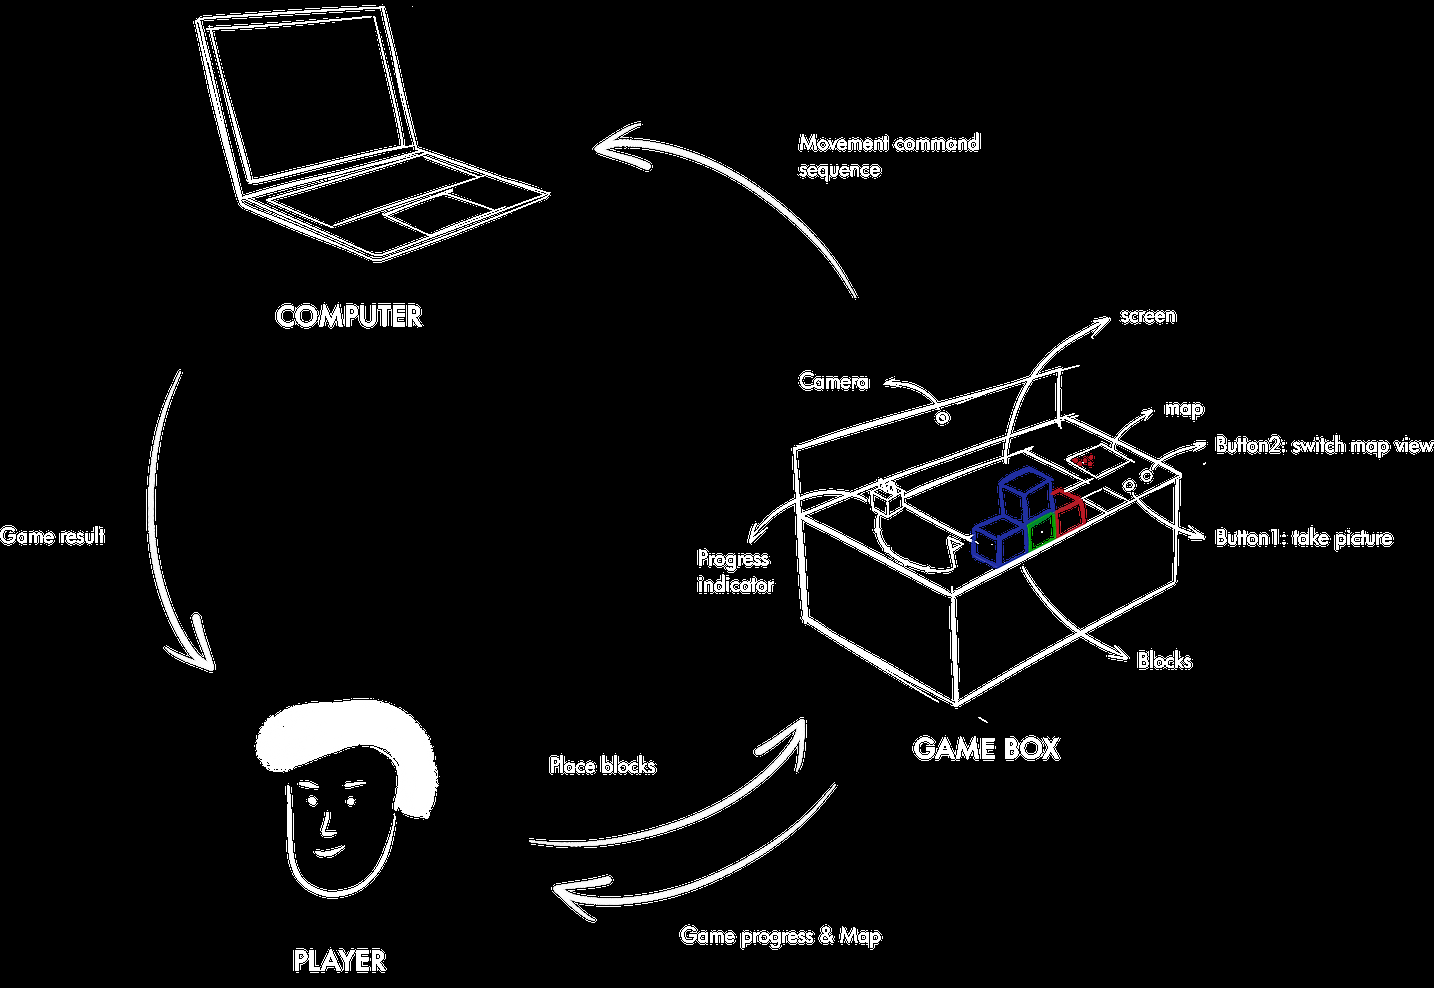 Movement command
sequence
COMPUTER
screen
Camera
map
Button2: switch map view
Game result
Button1: take picture
Progress
indicator
Blocks
GAME BOX
Place blocks
Game progress & Map
PLAYER